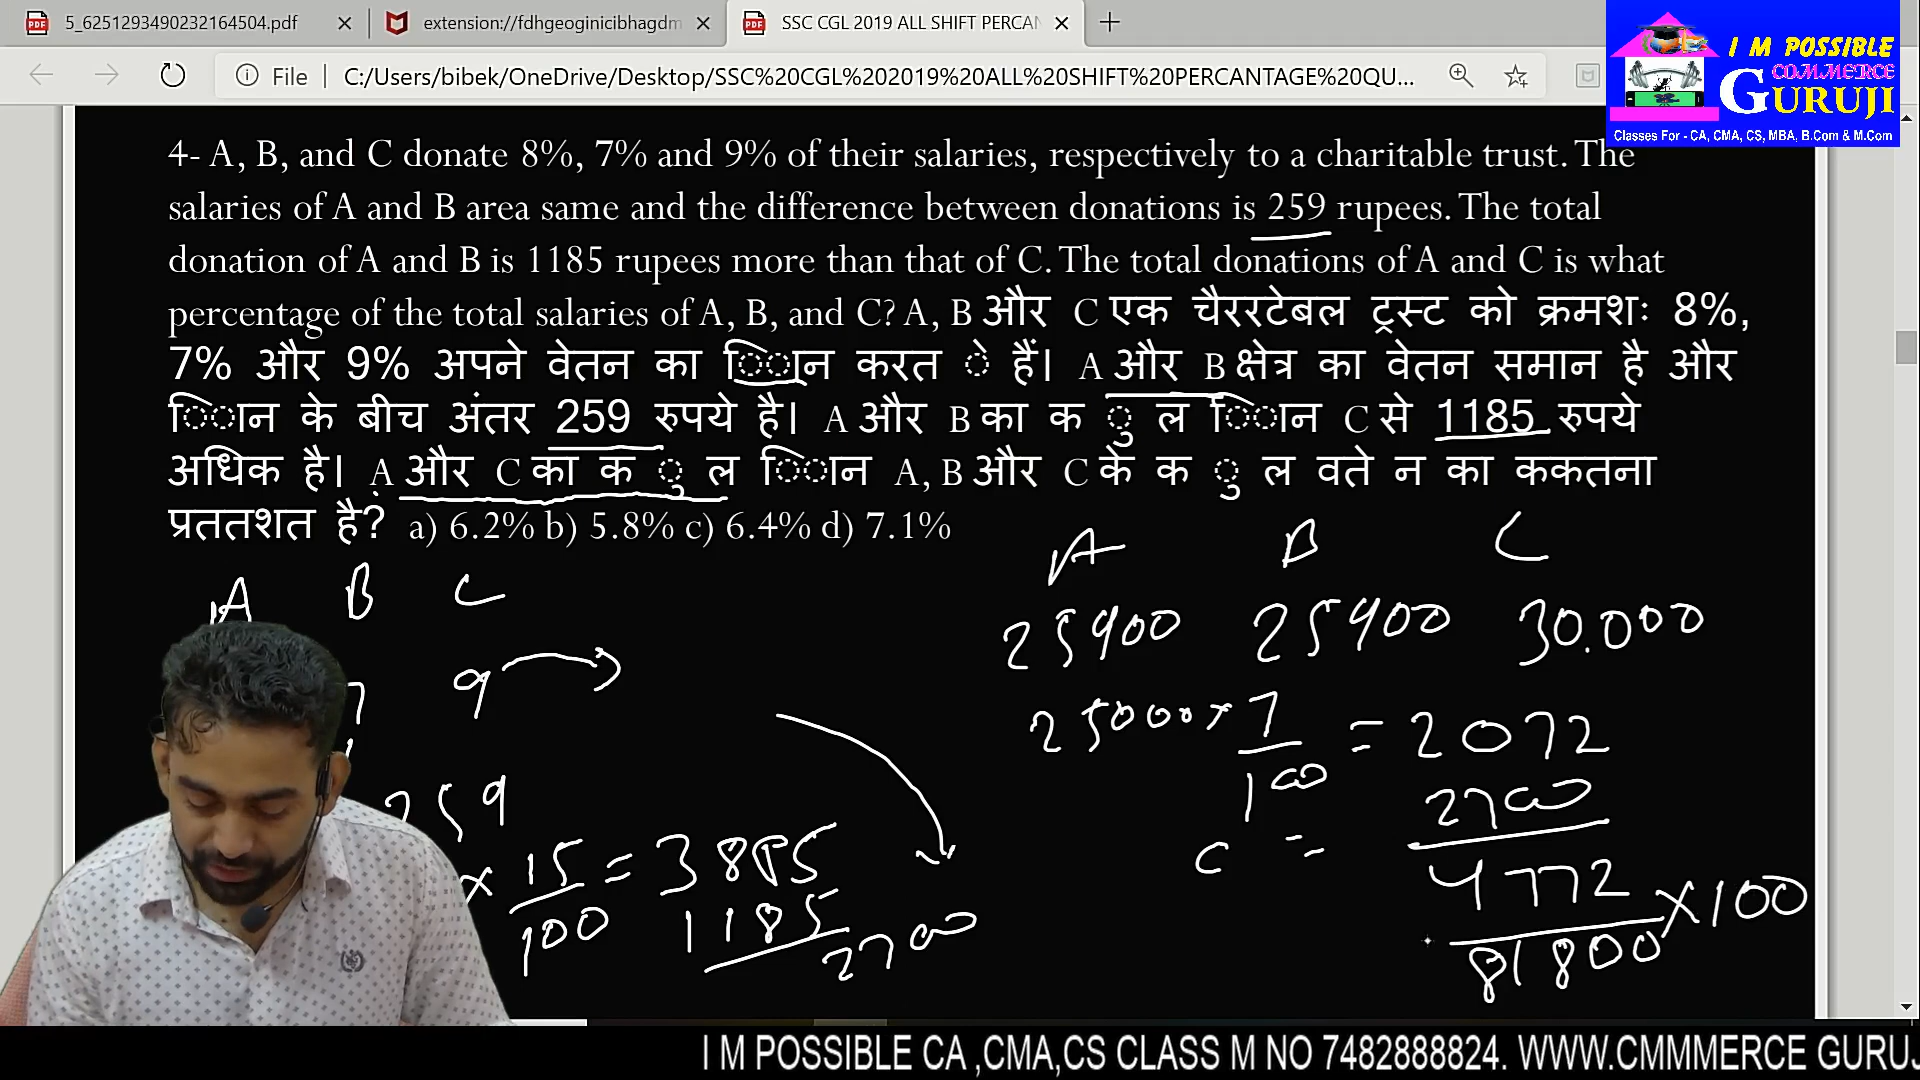 5_6251293490232164504.pdf
extension://fdhgeoginicibhagdm
SSC CGL 2019 ALL SHIFT PERCAN
File
C:/Users/bibek/OneDrive/Desktop/SSC%20CGL%202019%20ALL%20SHIFT%20PERCANTAGE%20QU...
I M POSSIBLE
COMMERCE
GURUJI
Classes For - CA, CMA, CS, MBA, B.Com & M.Com
4- A, B, and C donate 8%, 7% and 9% of their salaries, respectively to a charitable trust. The
salaries of A and B area same and the difference between donations is 259 rupees. The total
donation of A and B is 1185 rupees more than that of C. The total donations of A and C is what
percentage of the total salaries of A, B, and C? A, B और C एक चैररटेबल ट्रस्ट को क्रमशः 8%,
7% और 9% अपने वेतन का ििान करत े हैं। A और B क्षेत्र का वेतन समान है और
ििान के बीच अंतर 259 रुपये है। A और B का क ु ल ििान C से 1185 रुपये
अधिक है। A और C का क ु ल ििान A, B और C के क ु ल वते न का ककतना
प्रततशत है? a) 6.2% b) 5.8% c) 6.4% d) 7.1%
A B C
25900 25900 30.000
A B C
7 9
25000 × 7/100 = 2072
2700
259
× 15/100 = 3885
1185
2700
C =
4772/81800 × 100
I M POSSIBLE CA ,CMA,CS CLASS M NO 7482888824. WWW.CMMMERCE GURUJ